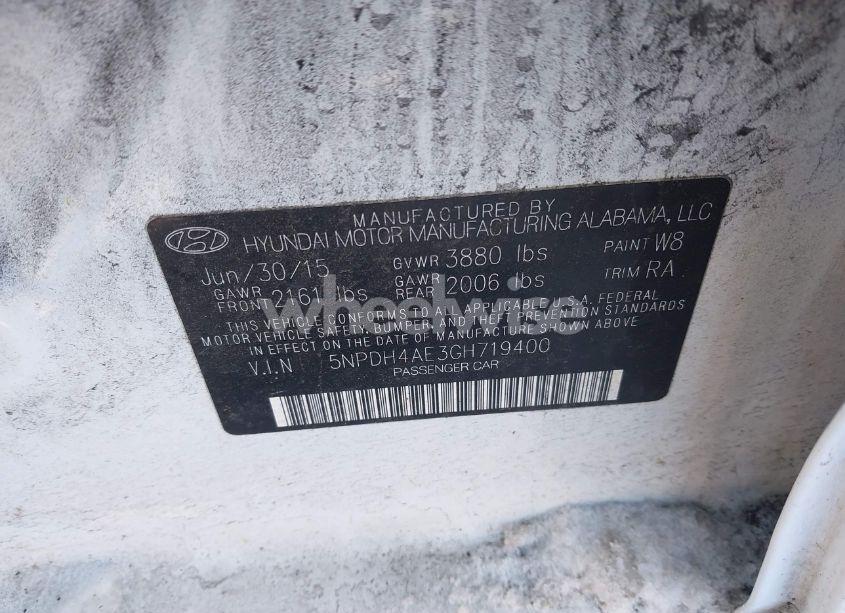 MANUFACTURED BY
HYUNDAI MOTOR MANUFACTURING ALABAMA, LLC
Jun/30/15 GVWR 3880 lbs PAINT W8
GAWR FRONT 2161 lbs GAWR REAR 2006 lbs TRIM RA
THIS VEHICLE CONFORMS TO ALL APPLICABLE U.S.A. FEDERAL
MOTOR VEHICLE SAFETY, BUMPER, AND THEFT PREVENTION STANDARDS
IN EFFECT ON THE DATE OF MANUFACTURE SHOWN ABOVE
V.I.N 5NPDH4AE3GH719400
PASSENGER CAR
wheelwire